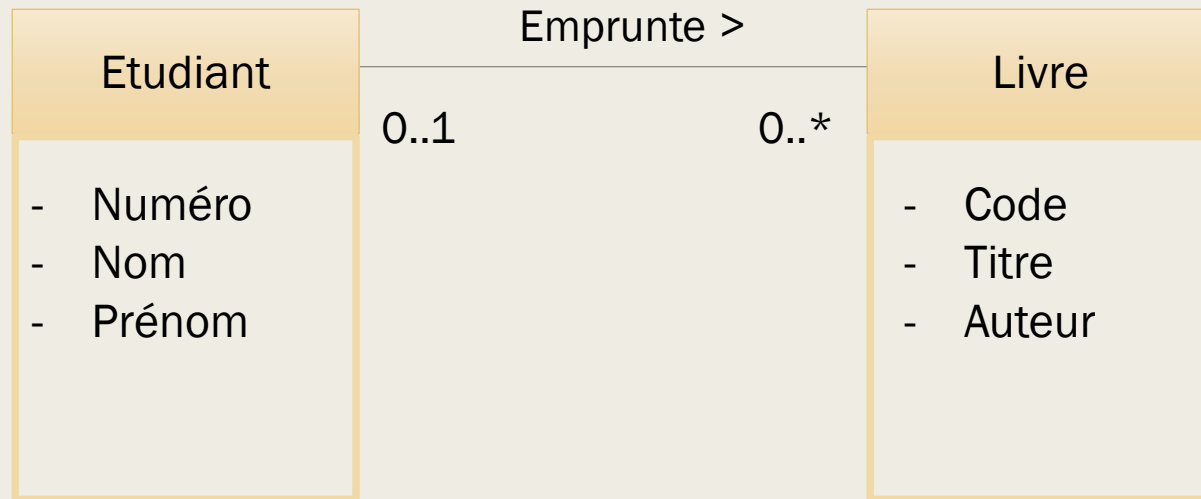 Emprunte >
Etudiant
Livre
0..1
0..*
- Numéro
- Nom
- Prénom
- Code
- Titre
- Auteur